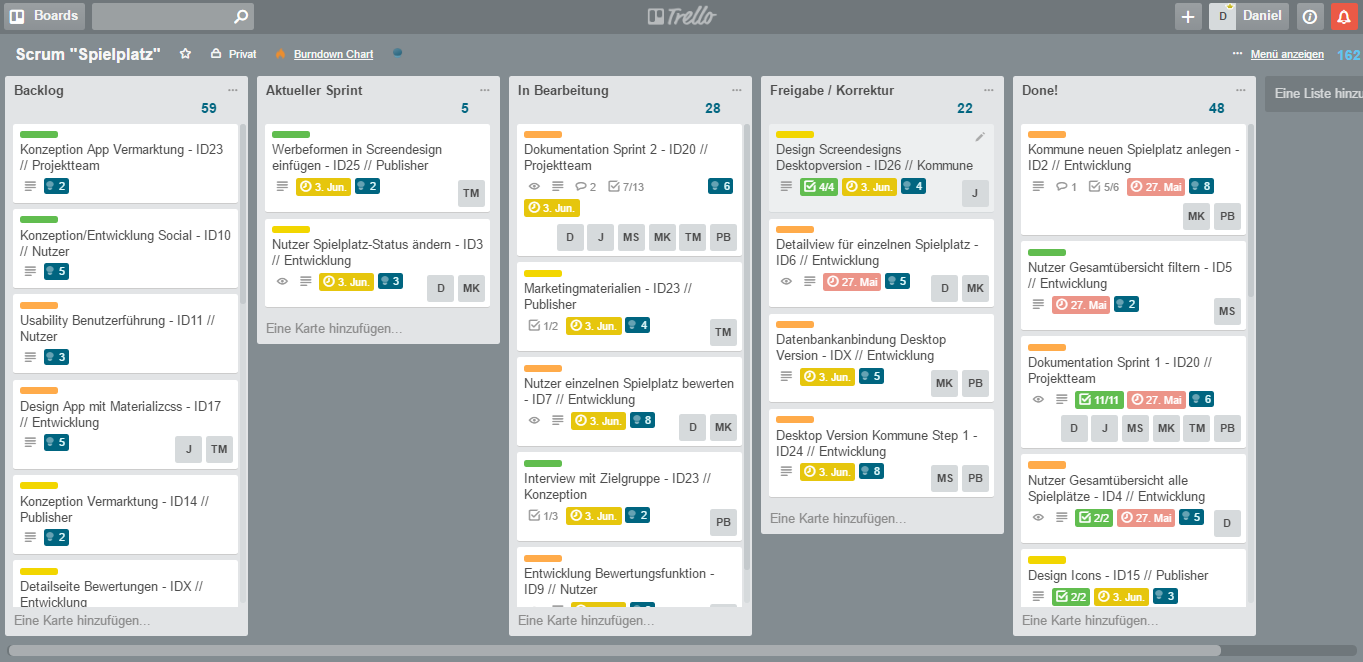 Boards
Trello
+
D Daniel
Scrum "Spielplatz"
Privat
Burndown Chart
Menü anzeigen
162
Backlog
59
Konzeption App Vermarktung - ID23
// Projektteam
2
Konzeption/Entwicklung Social - ID10
// Nutzer
5
Usability Benutzerführung - ID11 //
Nutzer
3
Design App mit Materializcss - ID17
// Entwicklung
5
J TM
Konzeption Vermarktung - ID14 //
Publisher
2
Detailseite Bewertungen - IDX //
Entwicklung
Eine Karte hinzufügen...
Aktueller Sprint
5
Werbeformen in Screendesign
einfügen - ID25 // Publisher
3. Jun. 2
TM
Nutzer Spielplatz-Status ändern - ID3
// Entwicklung
3. Jun. 3
D MK
Eine Karte hinzufügen...
In Bearbeitung
28
Dokumentation Sprint 2 - ID20 //
Projektteam
2 7/13 6
3. Jun.
D J MS MK TM PB
Marketingmaterialien - ID23 //
Publisher
1/2 3. Jun. 4
TM
Nutzer einzelnen Spielplatz bewerten
- ID7 // Entwicklung
3. Jun. 8
D MK
Interview mit Zielgruppe - ID23 //
Konzeption
1/3 3. Jun. 2
PB
Entwicklung Bewertungsfunktion -
ID9 // Nutzer
Eine Karte hinzufügen...
Freigabe / Korrektur
22
Design Screendesigns
Desktopversion - ID26 // Kommune
4/4 3. Jun. 4
J
Detailview für einzelnen Spielplatz -
ID6 // Entwicklung
27. Mai 5
D MK
Datenbankanbindung Desktop
Version - IDX // Entwicklung
3. Jun. 5
MK PB
Desktop Version Kommune Step 1 -
ID24 // Entwicklung
3. Jun. 8
MS PB
Eine Karte hinzufügen...
Done!
48
Kommune neuen Spielplatz anlegen -
ID2 // Entwicklung
1 5/6 27. Mai 8
MK PB
Nutzer Gesamtübersicht filtern - ID5
// Entwicklung
27. Mai 2
MS
Dokumentation Sprint 1 - ID20 //
Projektteam
11/11 27. Mai 6
D J MS MK TM PB
Nutzer Gesamtübersicht alle
Spielplätze - ID4 // Entwicklung
2/2 27. Mai 5
D
Design Icons - ID15 // Publisher
2/2 3. Jun. 3
Eine Karte hinzufügen...
Eine Liste hinzu